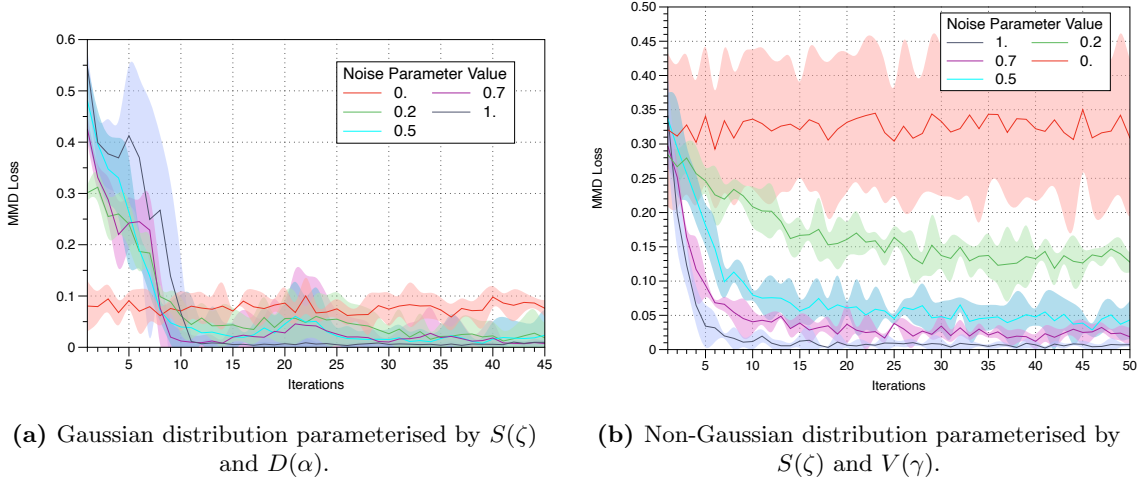 0.6
0.5
0.4
0.3
0.2
0.1
0
MMD Loss
Noise Parameter Value
0. 0.7
0.2 1.
0.5
5 10 15 20 25 30 35 40 45
Iterations
(a) Gaussian distribution parameterised by S(ζ)
and D(α).
0.50
0.45
0.40
0.35
0.30
0.25
0.20
0.15
0.10
0.05
0
MMD Loss
Noise Parameter Value
1. 0.2
0.7 0.
0.5
5 10 15 20 25 30 35 40 45 50
Iterations
(b) Non-Gaussian distribution parameterised by
S(ζ) and V(γ).